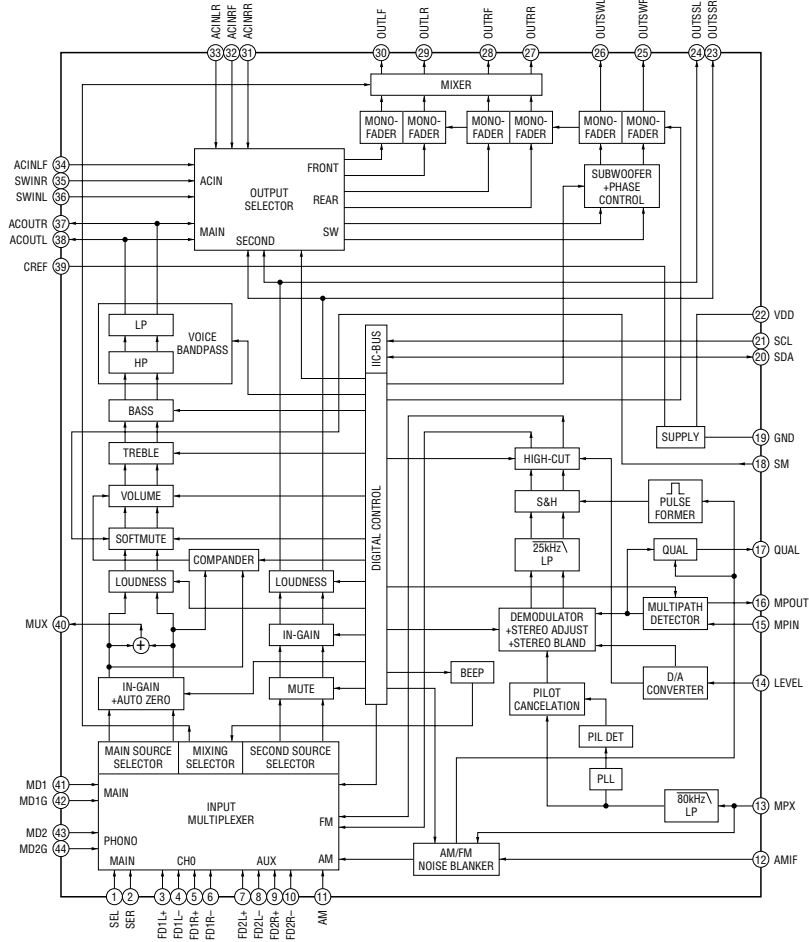 ACINLR
ACINRF
ACINRR
OUTLF
OUTLR
OUTRF
OUTRR
OUTSWL
OUTSWR
OUTSSL
OUTSSR
33 32 31 30 29 28 27 26 25 24 23
MIXER
MONO-
FADER
MONO-
FADER
MONO-
FADER
MONO-
FADER
MONO-
FADER
MONO-
FADER
ACINLF 34
SWINR 35
SWINL 36
ACOUTR 37
ACOUTL 38
CREF 39
ACIN
FRONT
OUTPUT
SELECTOR
REAR
MAIN
SW
SECOND
SUBWOOFER
+PHASE
CONTROL
22 VDD
21 SCL
20 SDA
19 GND
18 SM
17 QUAL
16 MPOUT
15 MPIN
14 LEVEL
13 MPX
12 AMIF
LP
HP
VOICE
BANDPASS
IIC-BUS
DIGITAL CONTROL
BASS
TREBLE
VOLUME
SOFTMUTE
COMPANDER
LOUDNESS
LOUDNESS
MUX 40
+
IN-GAIN
+AUTO ZERO
IN-GAIN
MUTE
SUPPLY
HIGH-CUT
S&H
PULSE
FORMER
25kHz
LP
QUAL
DEMODULATOR
+STEREO ADJUST
+STEREO BLAND
MULTIPATH
DETECTOR
BEEP
D/A
CONVERTER
PILOT
CANCELATION
PIL DET
PLL
80kHz
LP
AM/FM
NOISE BLANKER
MAIN SOURCE
SELECTOR
MIXING
SELECTOR
SECOND SOURCE
SELECTOR
MD1 41
MD1G 42
MD2 43
MD2G 44
MAIN
INPUT
MULTIPLEXER
FM
PHONO
MAIN CH0 AUX AM
1 2 3 4 5 6 7 8 9 10 11
SEL
SER
FD1L+
FD1L−
FD1R+
FD1R−
FD2L+
FD2L−
FD2R+
FD2R−
AM